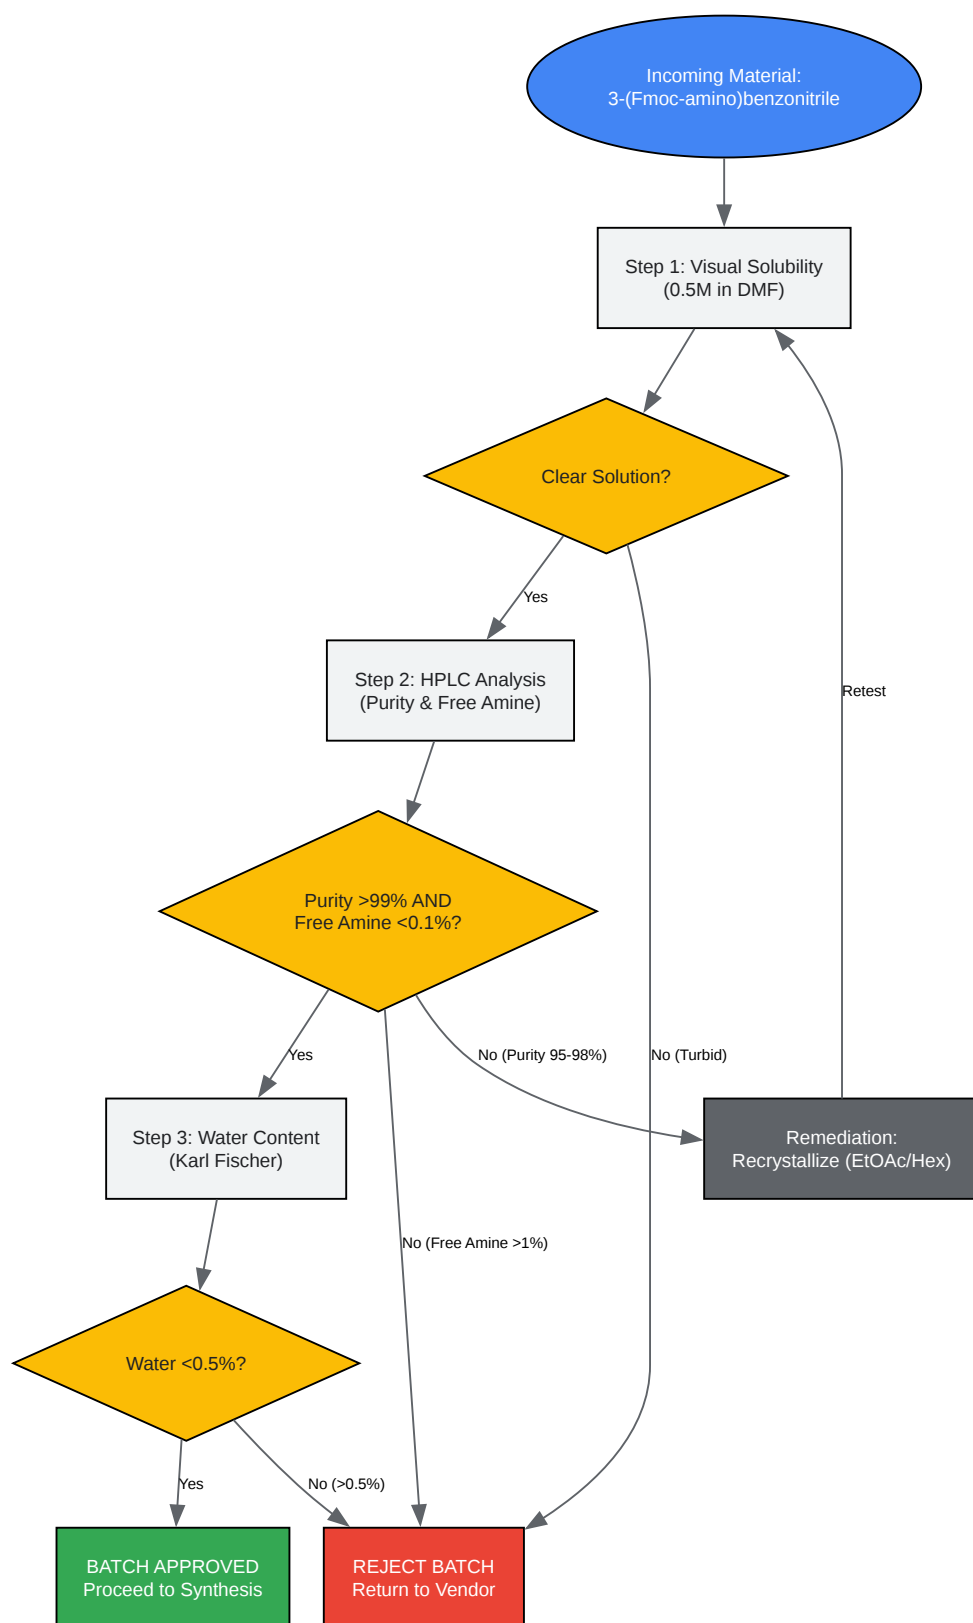 Incoming Material:
3-(Fmoc-amino)benzonitrile
Step 1: Visual Solubility
(0.5M in DMF)
Clear Solution?
Yes
Step 2: HPLC Analysis
(Purity & Free Amine)
Retest
Purity >99% AND
Free Amine <0.1%?
Yes
No (Purity 95-98%)
No (Turbid)
Step 3: Water Content
(Karl Fischer)
Remediation:
Recrystallize (EtOAc/Hex)
No (Free Amine >1%)
Water <0.5%?
Yes
No (>0.5%)
BATCH APPROVED
Proceed to Synthesis
REJECT BATCH
Return to Vendor